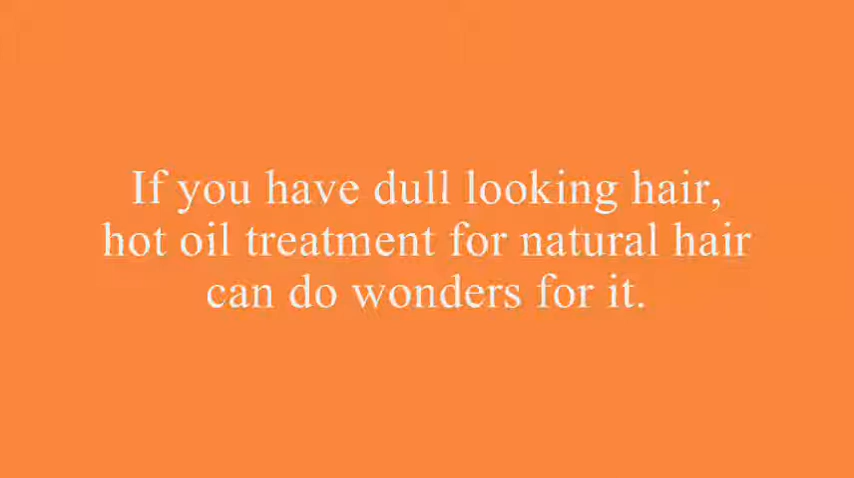 If you have dull looking hair,
hot oil treatment for natural hair
can do wonders for it.